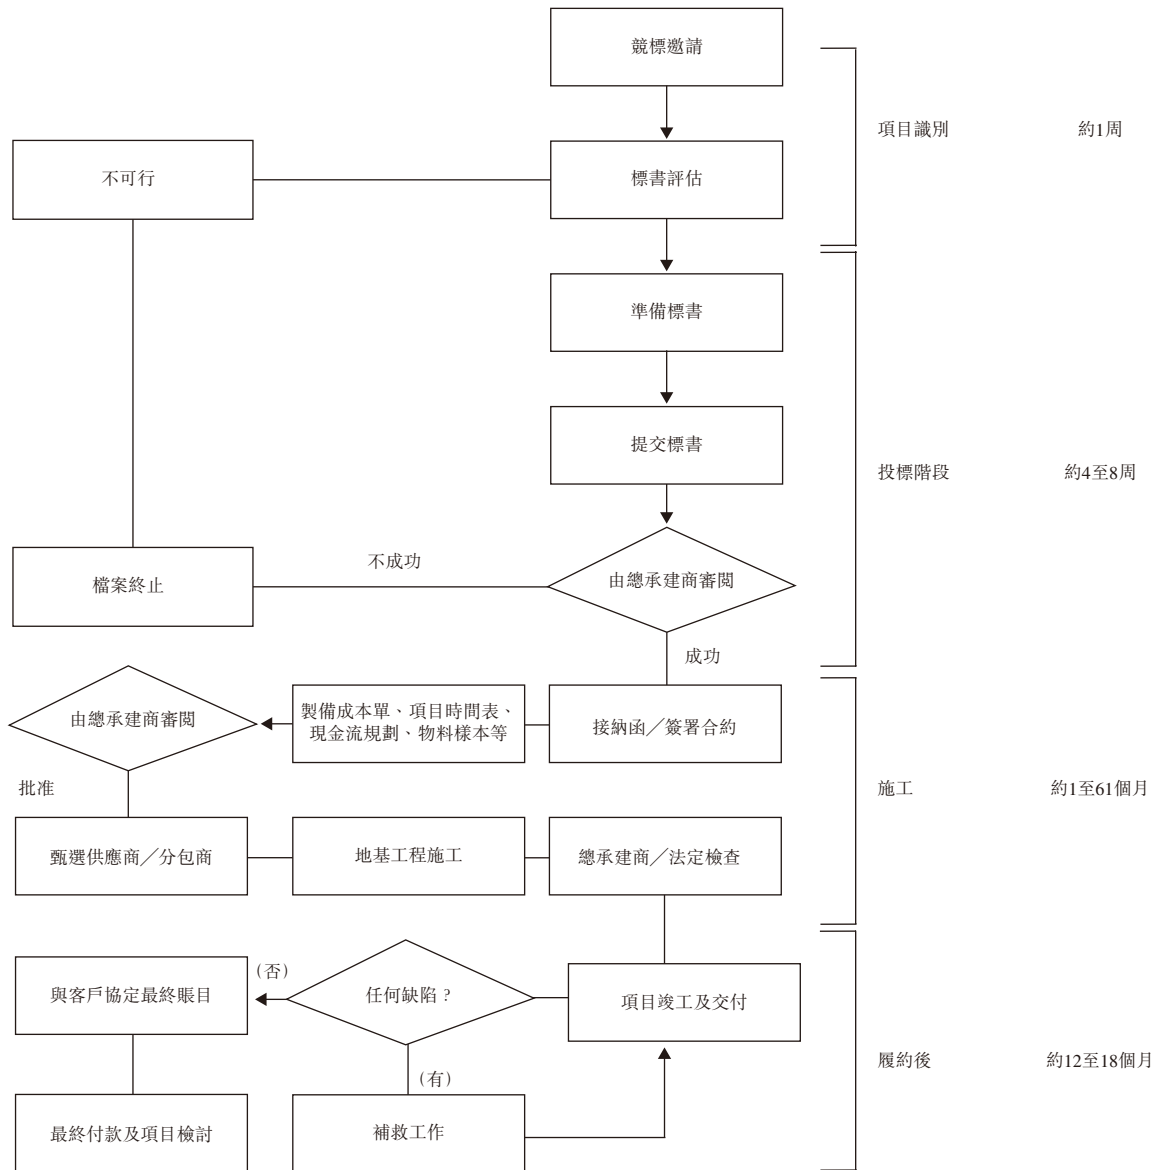 競標邀請
項目識別
約1周
不可行
標書評估
準備標書
提交標書
投標階段
約4至8周
不成功
檔案終止
由總承建商審閱
成功
由總承建商審閱
製備成本單、項目時間表、
現金流規劃、物料樣本等
接納函／簽署合約
批准
施工
約1至61個月
甄選供應商／分包商
地基工程施工
總承建商／法定檢查
(否)
與客戶協定最終賬目
任何缺陷？
項目竣工及交付
履約後
約12至18個月
(有)
最終付款及項目檢討
補救工作